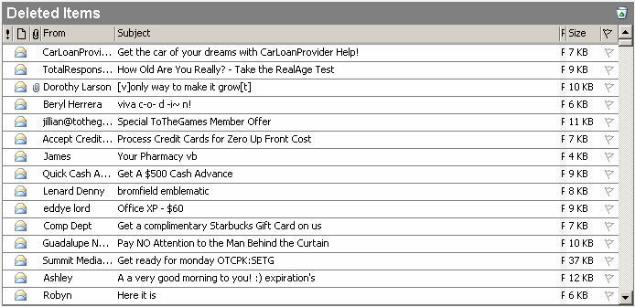 Deleted Items
! From Subject F Size
CarLoanProvi... Get the car of your dreams with CarLoanProvider Help! F 7 KB
TotalRespons... How Old Are You Really? - Take the RealAge Test F 9 KB
Dorothy Larson [v]only way to make it grow[t] F 10 KB
Beryl Herrera viva c-o- d -i~ n! F 6 KB
jillian@totheg... Special ToTheGames Member Offer F 11 KB
Accept Credit... Process Credit Cards for Zero Up Front Cost F 7 KB
James Your Pharmacy vb F 4 KB
Quick Cash A... Get A $500 Cash Advance F 9 KB
Lenard Denny bromfield emblematic F 8 KB
eddye lord Office XP - $60 F 9 KB
Comp Dept Get a complimentary Starbucks Gift Card on us F 7 KB
Guadalupe N... Pay NO Attention to the Man Behind the Curtain F 10 KB
Summit Media... Get ready for monday OTCPK:SETG F 37 KB
Ashley A a very good morning to you! :) expiration's F 12 KB
Robyn Here it is F 6 KB